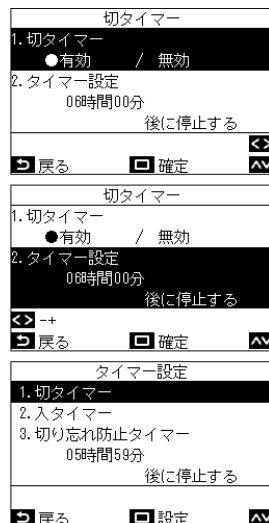 切タイマー
1.切タイマー
●有効 / 無効
2.タイマー設定
06時間00分
後に停止する
戻る 確定
切タイマー
1.切タイマー
●有効 / 無効
2.タイマー設定
06時間00分
後に停止する
-+
戻る 確定
タイマー設定
1.切タイマー
2.入タイマー
3.切り忘れ防止タイマー
05時間59分
後に停止する
戻る 設定